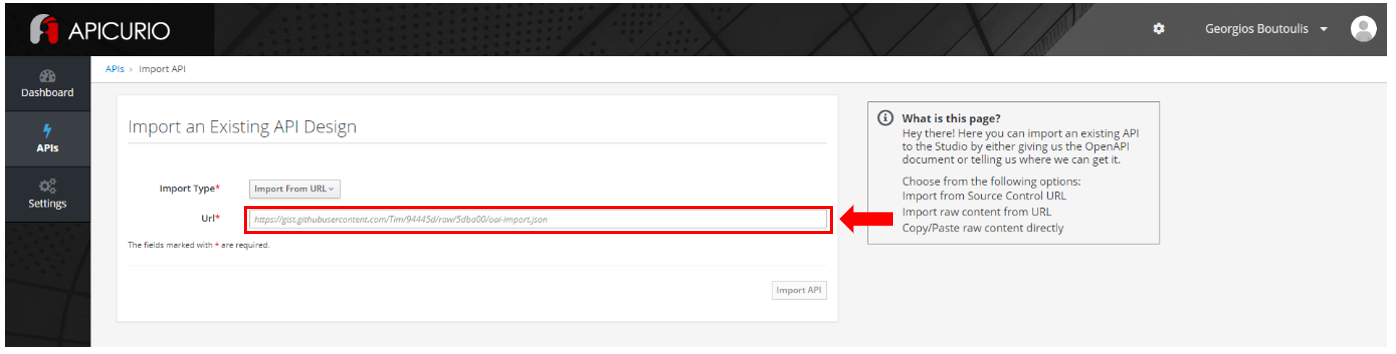 APICURIO
Georgios Boutoulis
Dashboard
APIs
Settings
APIs > Import API
Import an Existing API Design
Import Type*
Import From URL
Url*
https://gist.githubusercontent.com/Tim/94445d/raw/5dba00/oai-import.json
The fields marked with * are required.
Import API
What is this page?
Hey there! Here you can import an existing API
to the Studio by either giving us the OpenAPI
document or telling us where we can get it.
Choose from the following options:
Import from Source Control URL
Import raw content from URL
Copy/Paste raw content directly